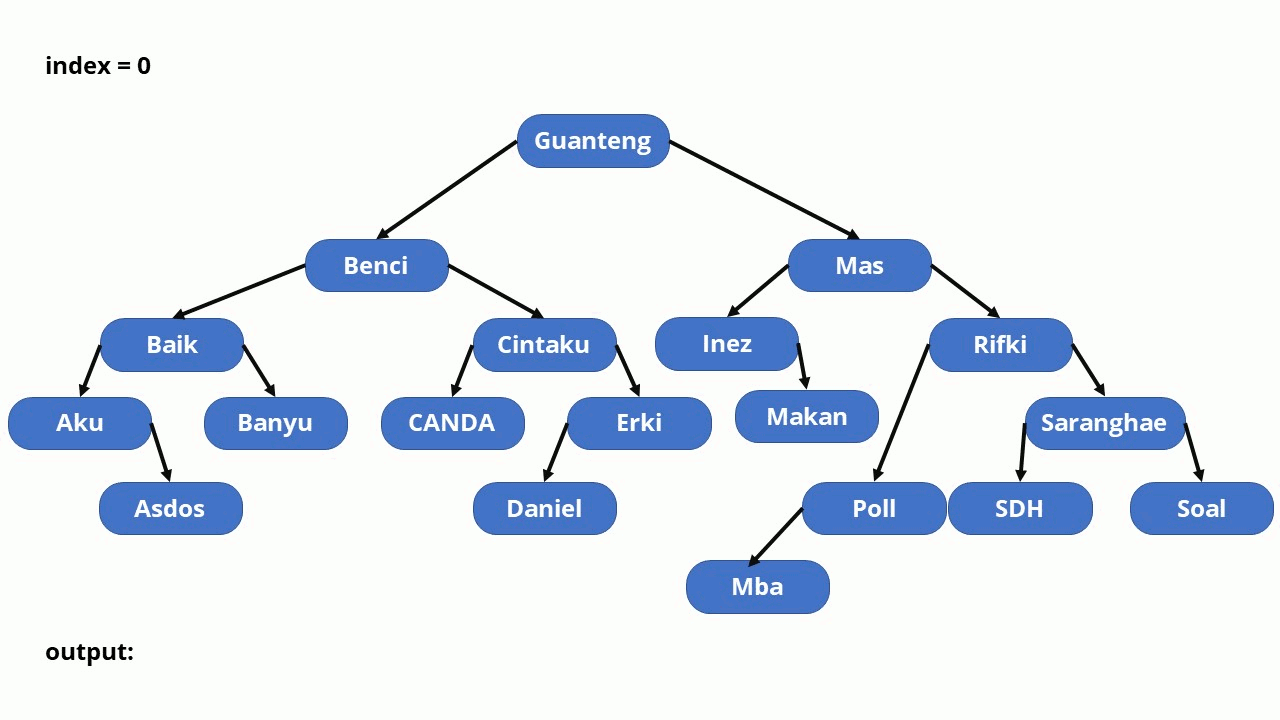 index = 0
Guanteng
Benci
Mas
Baik
Cintaku
Inez
Rifki
Aku
Banyu
CANDA
Erki
Makan
Saranghae
Asdos
Daniel
Poll
SDH
Soal
Mba
output: